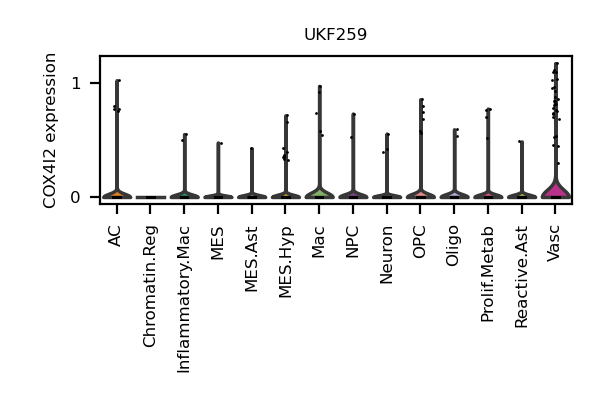 UKF259
COX4I2 expression
1
0
AC
Chromatin.Reg
Inflammatory.Mac
MES
MES.Ast
MES.Hyp
Mac
NPC
Neuron
OPC
Oligo
Prolif.Metab
Reactive.Ast
Vasc